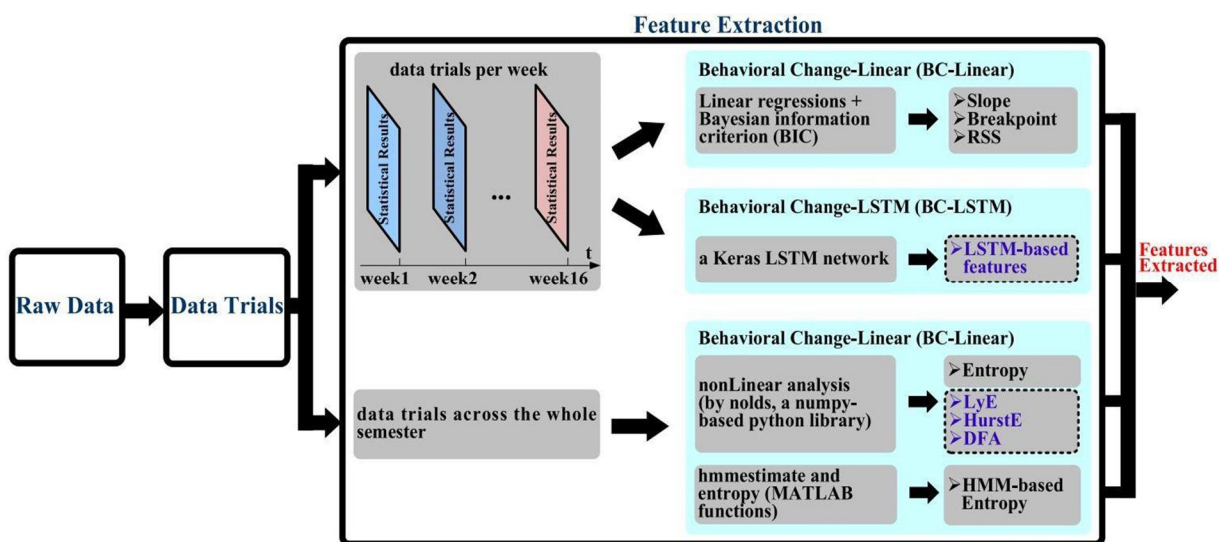 Feature Extraction
Raw Data
Data Trials
data trials per week
Statistical Results
Statistical Results
...
Statistical Results
t
week1
week2
week16
Behavioral Change-Linear (BC-Linear)
Linear regressions +
Bayesian information
criterion (BIC)
➢Slope
➢Breakpoint
➢RSS
Behavioral Change-LSTM (BC-LSTM)
a Keras LSTM network
➢LSTM-based
features
data trials across the whole
semester
Behavioral Change-Linear (BC-Linear)
nonLinear analysis
(by nolds, a numpy-
based python library)
➢Entropy
➢LyE
➢HurstE
➢DFA
hmmestimate and
entropy (MATLAB
functions)
➢HMM-based
Entropy
Features
Extracted